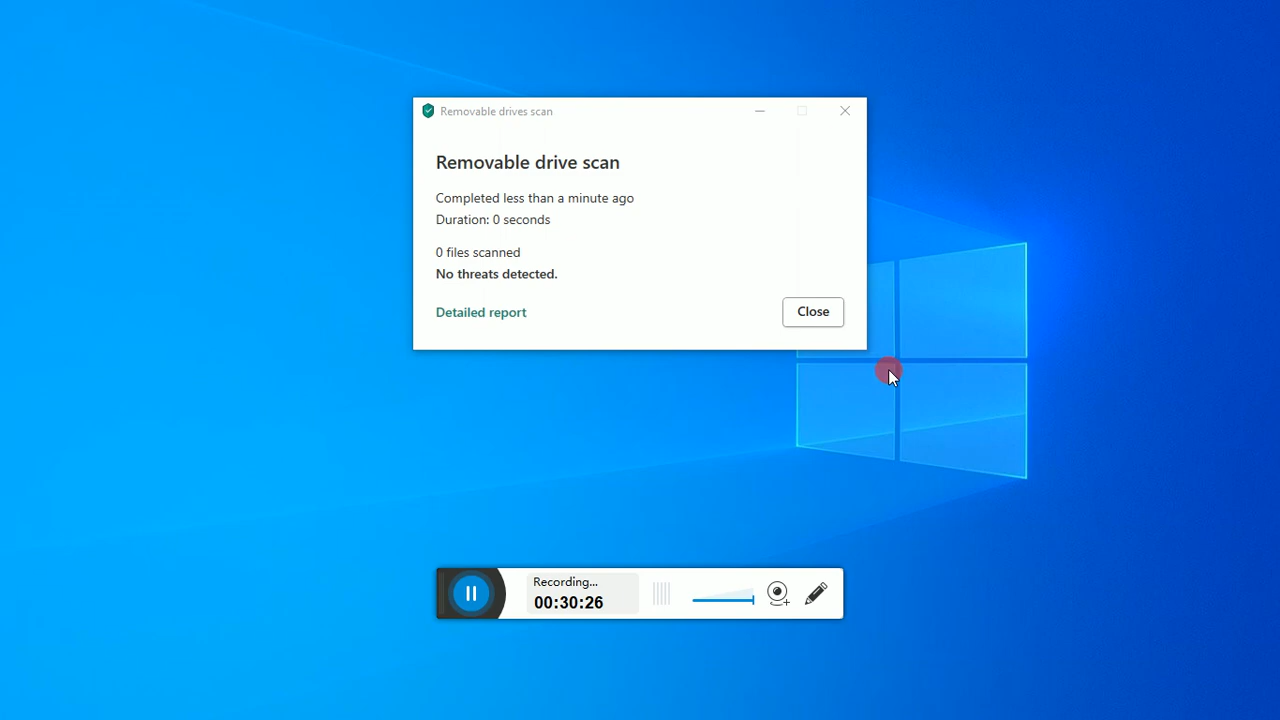 Removable drives scan
Removable drive scan
Completed less than a minute ago
Duration: 0 seconds
0 files scanned
No threats detected.
Detailed report
Close
Recording...
00:30:26